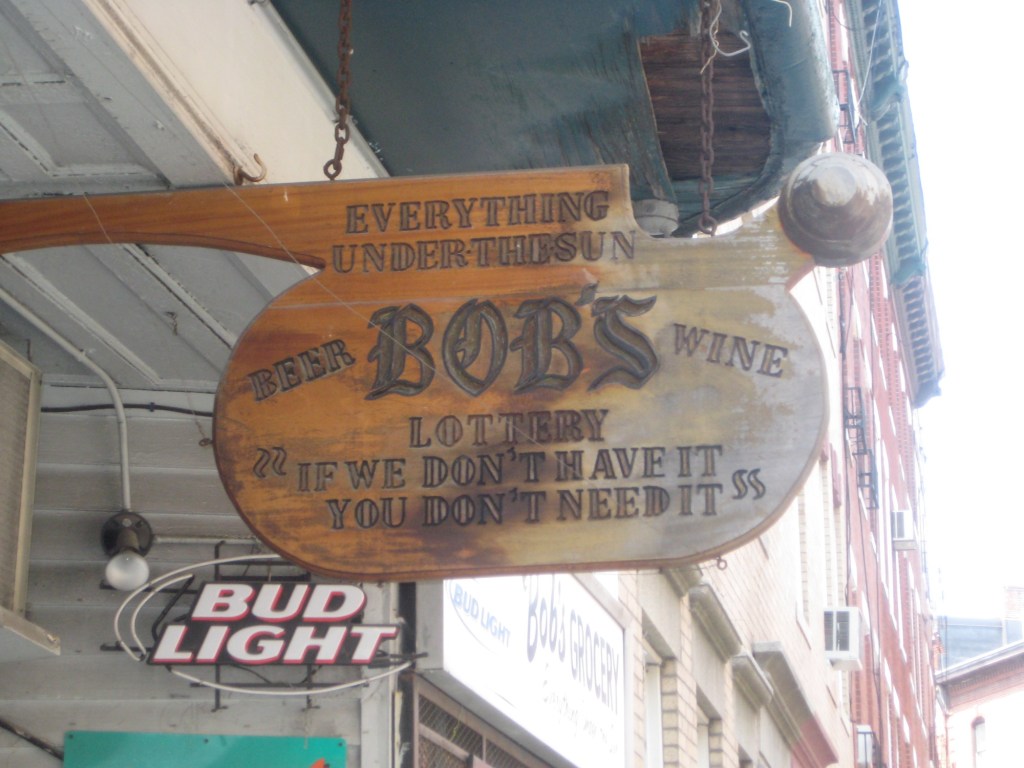 EVERYTHING
UNDER·THE·SUN
BEER BOB'S WINE
LOTTERY
"IF WE DON'T HAVE IT
YOU DON'T NEED IT"
BUD
LIGHT
BUD LIGHT
Bob's GROCERY